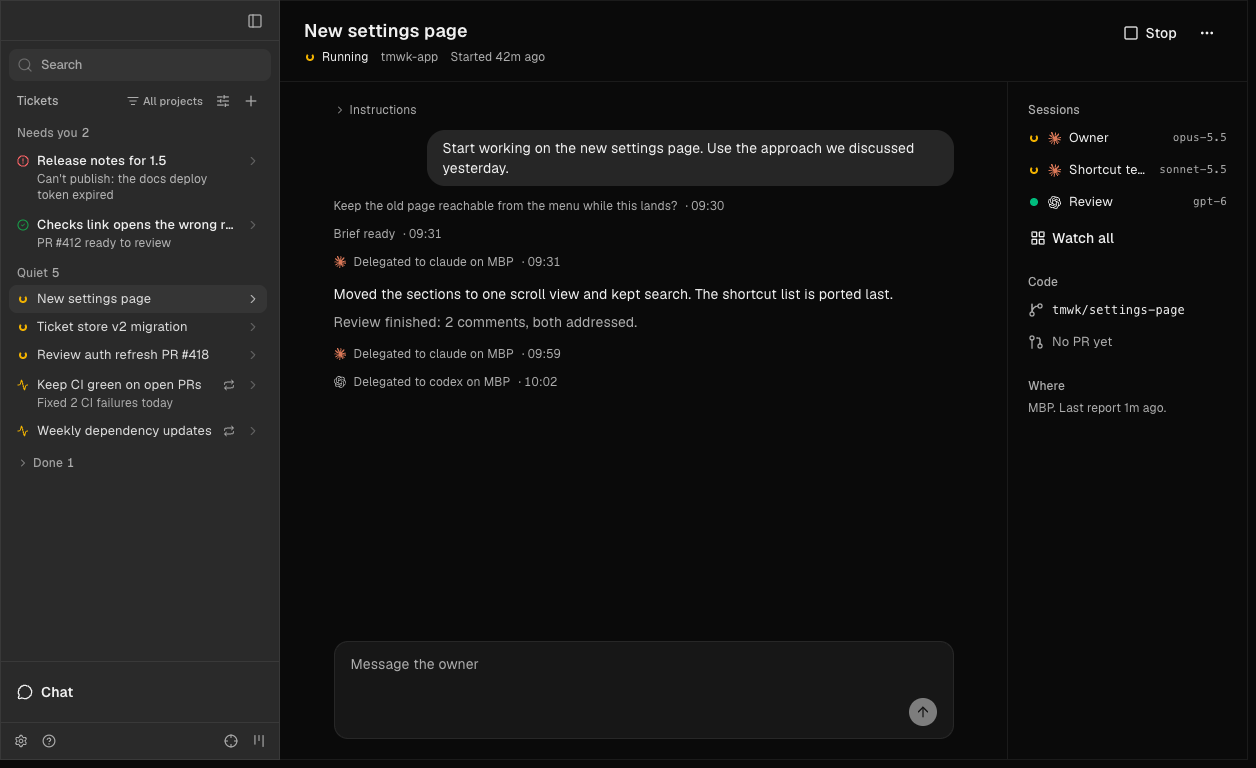 Search
Tickets
All projects
Needs you 2
Release notes for 1.5
Can't publish: the docs deploy
token expired
Checks link opens the wrong r...
PR #412 ready to review
Quiet 5
New settings page
Ticket store v2 migration
Review auth refresh PR #418
Keep CI green on open PRs
Fixed 2 CI failures today
Weekly dependency updates
Done 1
Chat
New settings page
Running tmwk-app Started 42m ago
Stop
Instructions
Start working on the new settings page. Use the approach we discussed
yesterday.
Keep the old page reachable from the menu while this lands? · 09:30
Brief ready · 09:31
Delegated to claude on MBP · 09:31
Moved the sections to one scroll view and kept search. The shortcut list is ported last.
Review finished: 2 comments, both addressed.
Delegated to claude on MBP · 09:59
Delegated to codex on MBP · 10:02
Message the owner
Sessions
Owner opus-5.5
Shortcut te... sonnet-5.5
Review gpt-6
Watch all
Code
tmwk/settings-page
No PR yet
Where
MBP. Last report 1m ago.